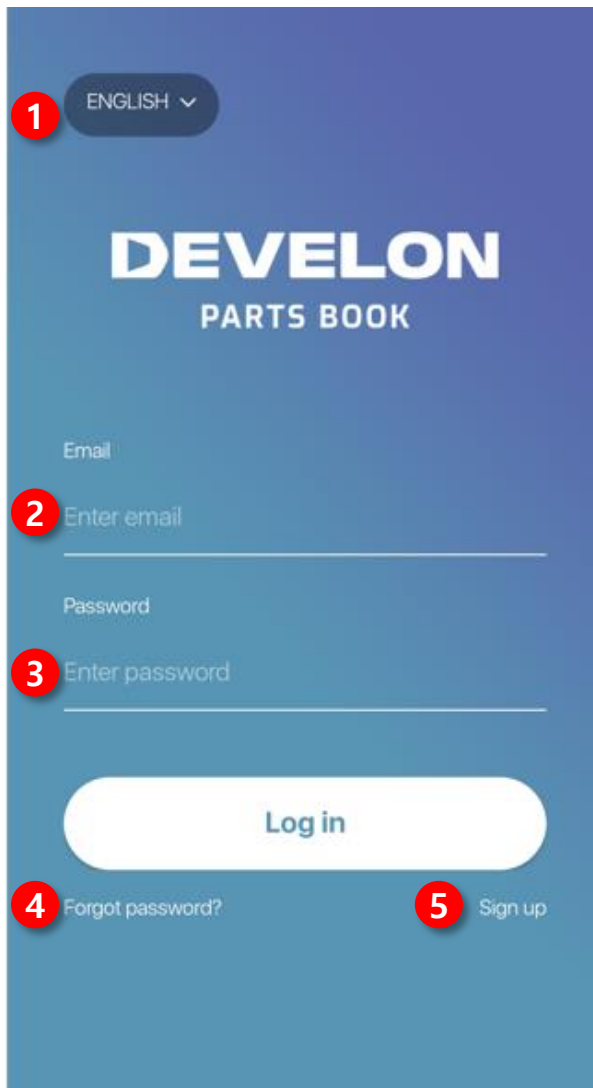 1 ENGLISH
DEVELON
PARTS BOOK
Email
2 Enter email
Password
3 Enter password
Log in
4 Forgot password? 5 Sign up